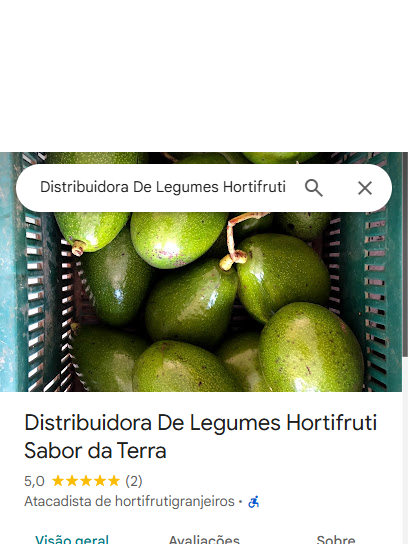 Distribuidora De Legumes Hortifruti
Distribuidora De Legumes Hortifruti
Sabor da Terra
5,0 (2)
Atacadista de hortifrutigranjeiros ·
Visão geral Avaliações Sobre